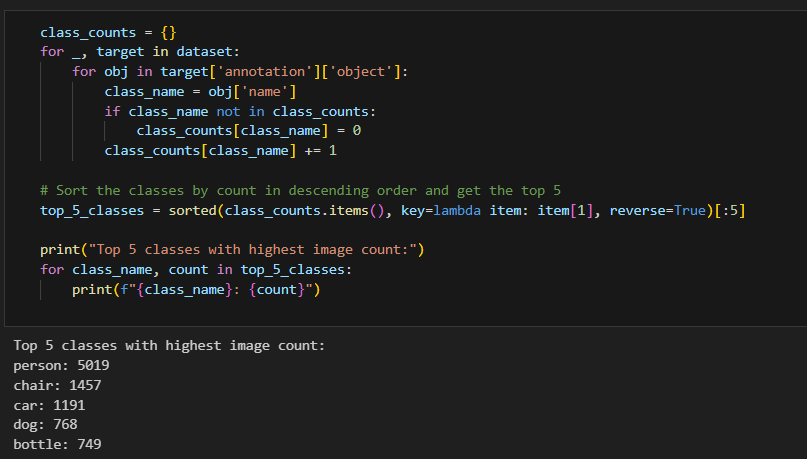 class_counts = {}
for _, target in dataset:
    for obj in target['annotation']['object']:
        class_name = obj['name']
        if class_name not in class_counts:
            class_counts[class_name] = 0
        class_counts[class_name] += 1

# Sort the classes by count in descending order and get the top 5
top_5_classes = sorted(class_counts.items(), key=lambda item: item[1], reverse=True)[:5]

print("Top 5 classes with highest image count:")
for class_name, count in top_5_classes:
    print(f"{class_name}: {count}")

Top 5 classes with highest image count:
person: 5019
chair: 1457
car: 1191
dog: 768
bottle: 749